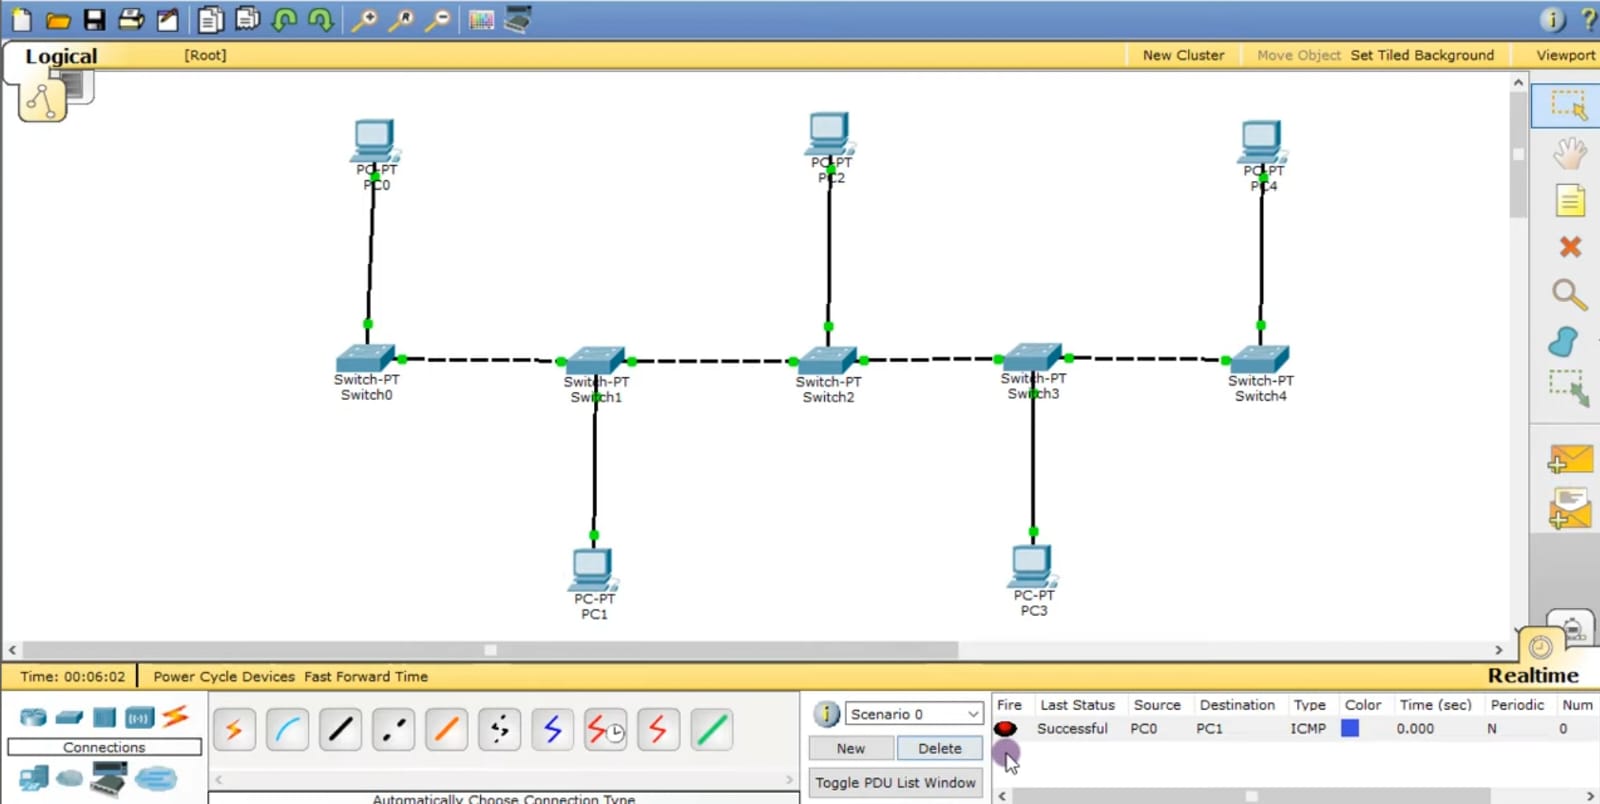 Logical [Root] New Cluster Move Object Set Tiled Background Viewport
PC-PT
PC0
PC-PT
PC2
PC-PT
PC4
Switch-PT
Switch0
Switch-PT
Switch1
Switch-PT
Switch2
Switch-PT
Switch3
Switch-PT
Switch4
PC-PT
PC1
PC-PT
PC3
Time: 00:06:02 Power Cycle Devices Fast Forward Time Realtime
Connections
Automatically Choose Connection Type
Scenario 0
New Delete
Toggle PDU List Window
Fire Last Status Source Destination Type Color Time (sec) Periodic Num
Successful PC0 PC1 ICMP 0.000 N 0